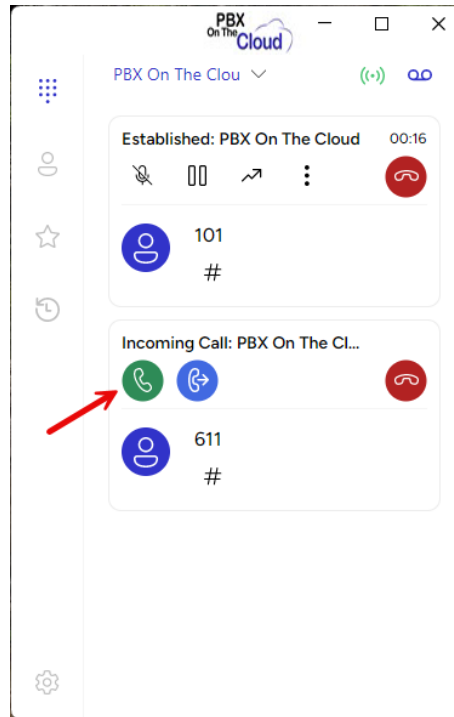 PBX
On The
Cloud
PBX On The Clou
Established: PBX On The Cloud 00:16
101
#
Incoming Call: PBX On The Cl...
611
#